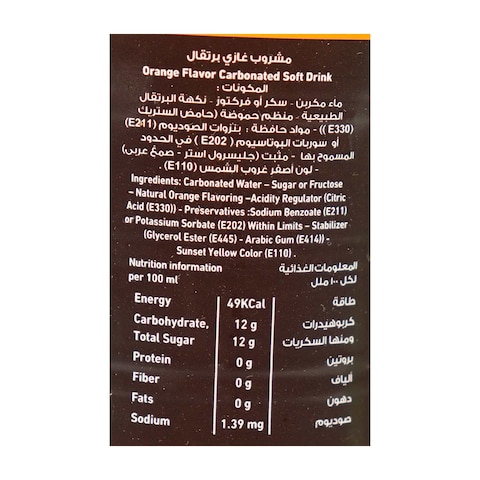 مشروب غازي برتقال
Orange Flavor Carbonated Soft Drink
المكونات :
ماء مكربن - سكر أو فركتوز - نكهة البرتقال
الطبيعية - منظم حموضة (حامض الستريك
(E330)) - مواد حافظة : بنزوات الصوديوم (E211)
أو سوربات البوتاسيوم ( E202 ) في الحدود
المسموح بها - مثبت (جليسرول استر - صمغ عربى)
- لون أصفر غروب الشمس (E110) .
Ingredients: Carbonated Water – Sugar or Fructose
– Natural Orange Flavoring –Acidity Regulator (Citric
Acid (E330)) - Preservatives :Sodium Benzoate (E211)
or Potassium Sorbate (E202) Within Limits – Stabilizer
(Glycerol Ester (E445) - Arabic Gum (E414)) -
Sunset Yellow Color (E110) .
Nutrition information المعلومات الغذائية
per 100 ml لكل ١٠٠ ملل
Energy 49KCal طاقة
Carbohydrate, 12 g كربوهيدرات
Total Sugar 12 g ومنها السكريات
Protein 0 g بروتين
Fiber 0 g ألياف
Fats 0 g دهون
Sodium 1.39 mg صوديوم